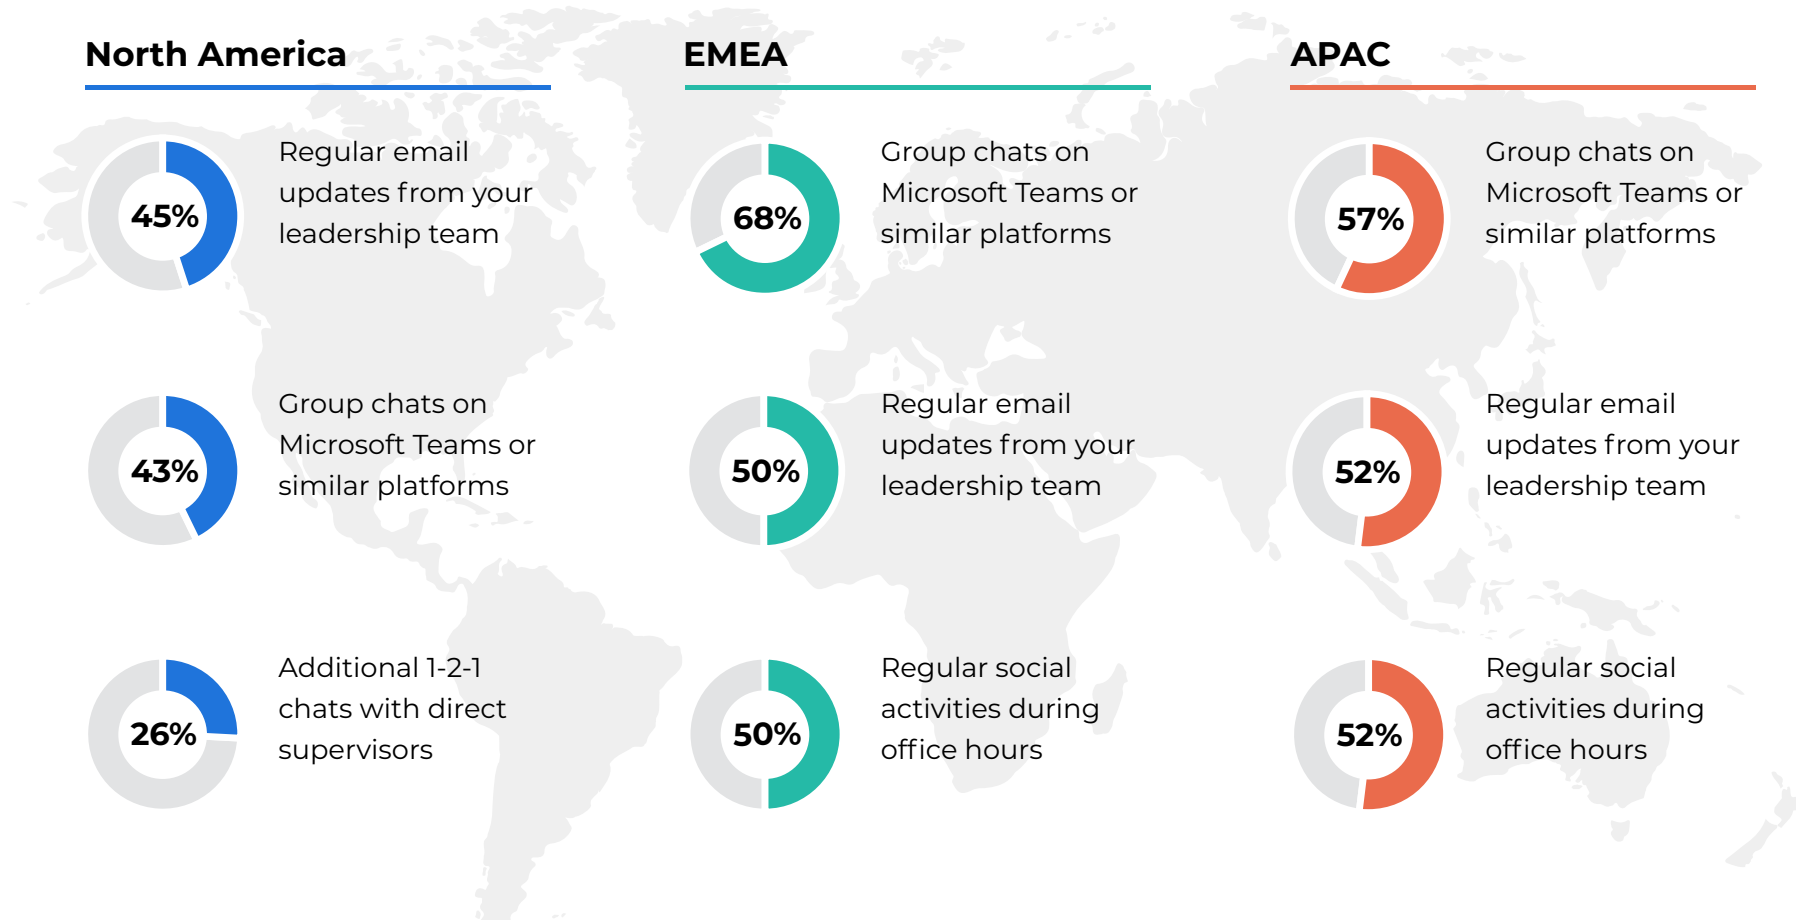 North America
45%
Regular email
updates from your
leadership team
43%
Group chats on
Microsoft Teams or
similar platforms
26%
Additional 1-2-1
chats with direct
supervisors
EMEA
68%
Group chats on
Microsoft Teams or
similar platforms
50%
Regular email
updates from your
leadership team
50%
Regular social
activities during
office hours
APAC
57%
Group chats on
Microsoft Teams or
similar platforms
52%
Regular email
updates from your
leadership team
52%
Regular social
activities during
office hours